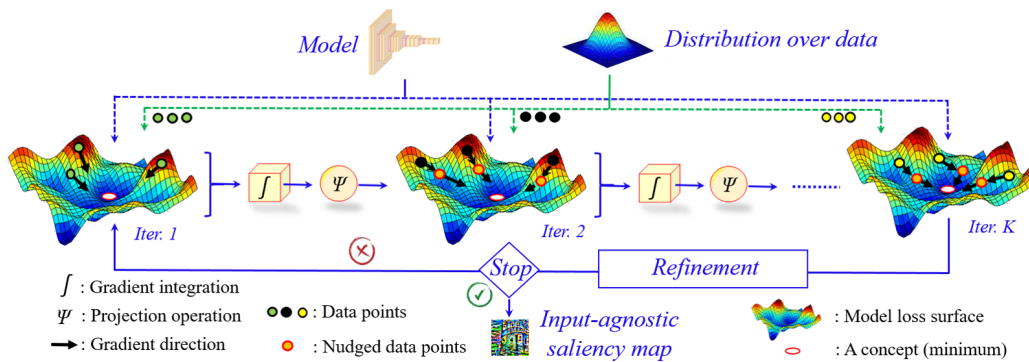 Model
Distribution over data
∫
Ψ
∫
Ψ
Iter. 1
Iter. 2
Iter. K
Stop
Refinement
∫ : Gradient integration
Ψ : Projection operation
: Gradient direction
: Data points
: Nudged data points
Input-agnostic
saliency map
: Model loss surface
: A concept (minimum)